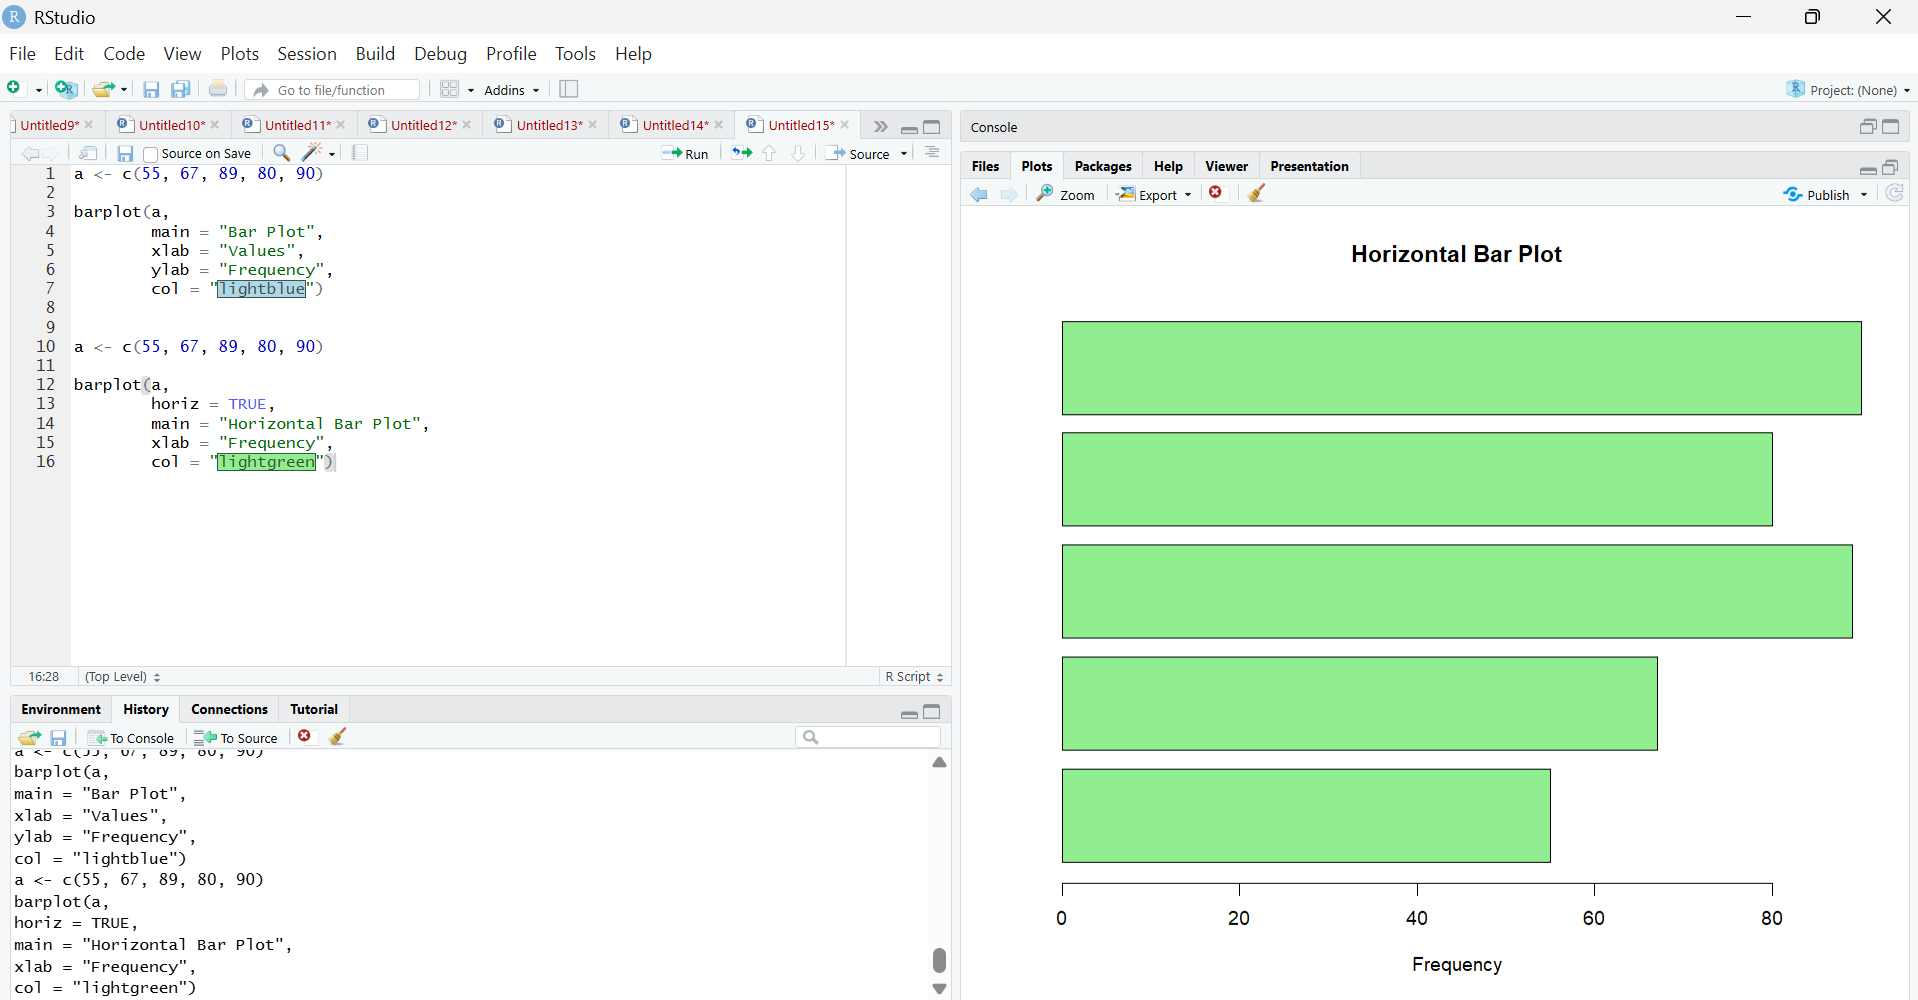 RStudio
File Edit Code View Plots Session Build Debug Profile Tools Help
Go to file/function Addins Project: (None)
Untitled9* Untitled10* Untitled11* Untitled12* Untitled13* Untitled14* Untitled15*
Source on Save Run Source
1 a <- c(55, 67, 89, 80, 90)
2
3 barplot(a,
4 main = "Bar Plot",
5 xlab = "Values",
6 ylab = "Frequency",
7 col = "lightblue")
8
9
10 a <- c(55, 67, 89, 80, 90)
11
12 barplot(a,
13 horiz = TRUE,
14 main = "Horizontal Bar Plot",
15 xlab = "Frequency",
16 col = "lightgreen")
16:28 (Top Level) R Script
Environment History Connections Tutorial
To Console To Source
a <- c(55, 67, 89, 80, 90)
barplot(a,
main = "Bar Plot",
xlab = "Values",
ylab = "Frequency",
col = "lightblue")
a <- c(55, 67, 89, 80, 90)
barplot(a,
horiz = TRUE,
main = "Horizontal Bar Plot",
xlab = "Frequency",
col = "lightgreen")
Console
Files Plots Packages Help Viewer Presentation
Zoom Export Publish
Horizontal Bar Plot
0 20 40 60 80
Frequency